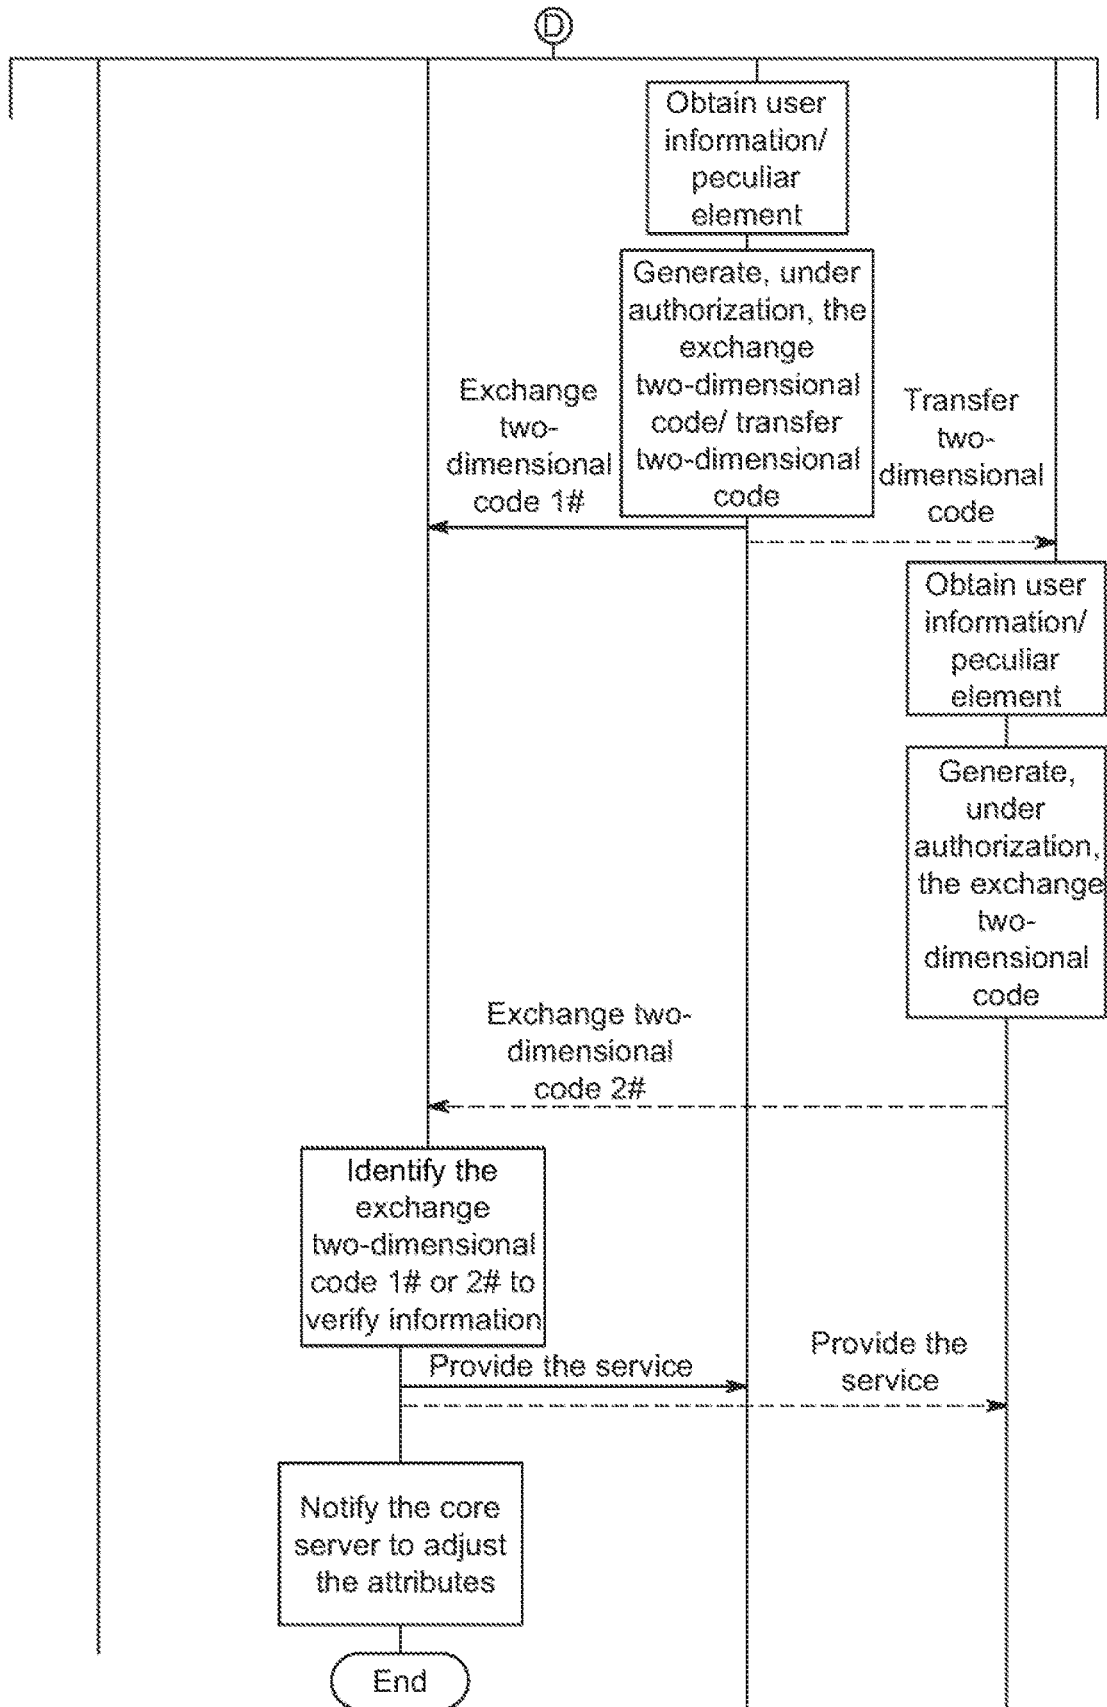 D
Obtain user
information/
peculiar
element
Generate, under
authorization, the
exchange
two-dimensional
code/ transfer
two-dimensional
code
Exchange
two-
dimensional
code 1#
Transfer
two-
dimensional
code
Obtain user
information/
peculiar
element
Generate,
under
authorization,
the exchange
two-
dimensional
code
Exchange two-
dimensional
code 2#
Identify the
exchange
two-dimensional
code 1# or 2# to
verify information
Provide the service
Provide the
service
Notify the core
server to adjust
the attributes
End